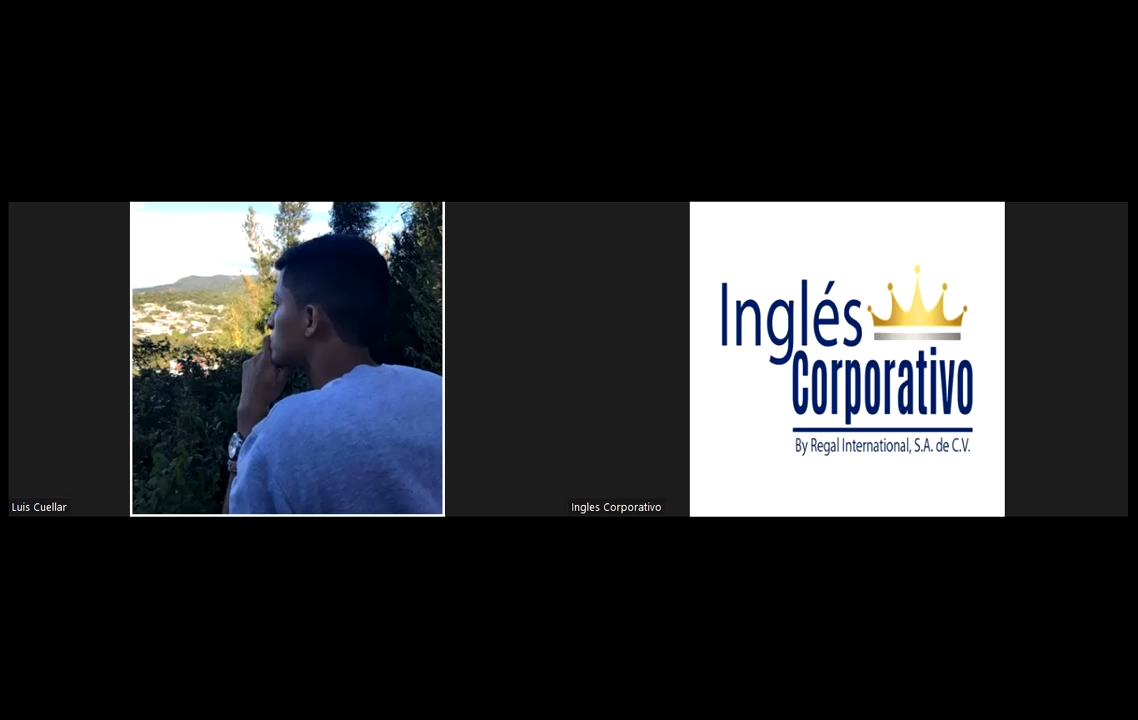 Inglés
Corporativo
By Regal International, S.A. de C.V.
Luis Cuellar
Ingles Corporativo